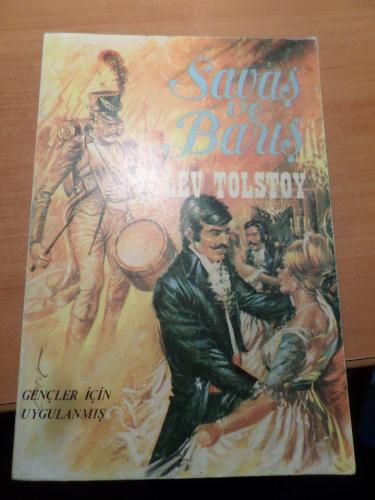 Savaş
ve
Barış
LEV TOLSTOY
GENÇLER İÇİN
UYGULANMIŞ